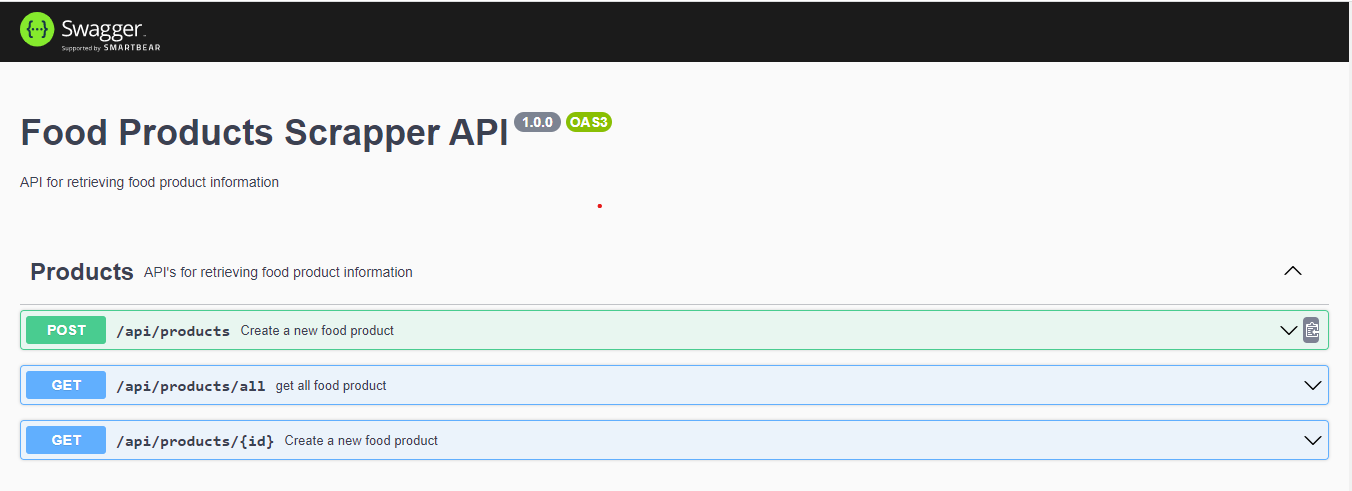 {···} Swagger™
Supported by SMARTBEAR
Food Products Scrapper API 1.0.0 OAS3
API for retrieving food product information
Products API's for retrieving food product information
POST /api/products Create a new food product
GET /api/products/all get all food product
GET /api/products/{id} Create a new food product